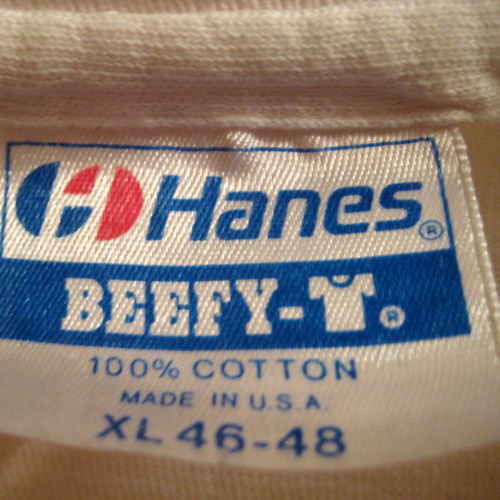 Hanes®
BEEFY-T®
100% COTTON
MADE IN U.S.A.
XL 46-48